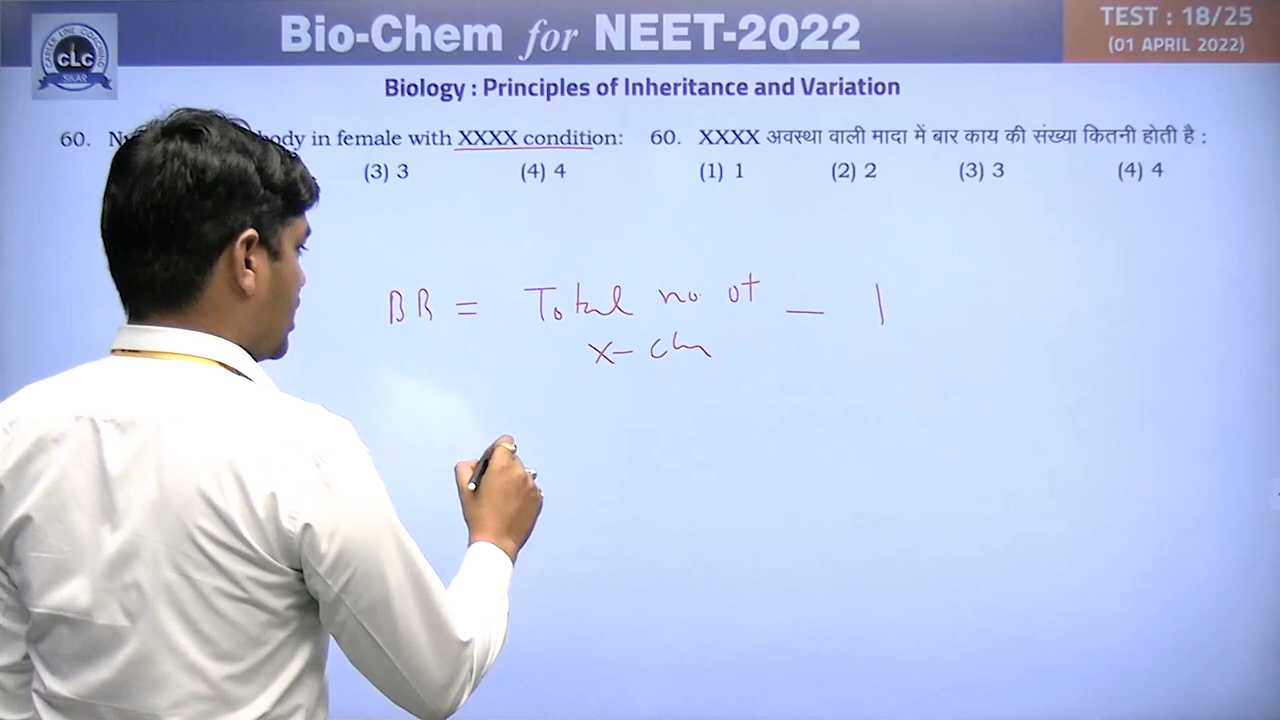 Bio-Chem for NEET-2022
TEST : 18/25
(01 APRIL 2022)
CAREER LINE COACHING
CLC
SIKAR
Biology : Principles of Inheritance and Variation
60. body in female with XXXX condition:
(3) 3 (4) 4
60. XXXX अवस्था वाली मादा में बार काय की संख्या कितनी होती है :
(1) 1 (2) 2 (3) 3 (4) 4
BB = Total no. of — 1
X-ch